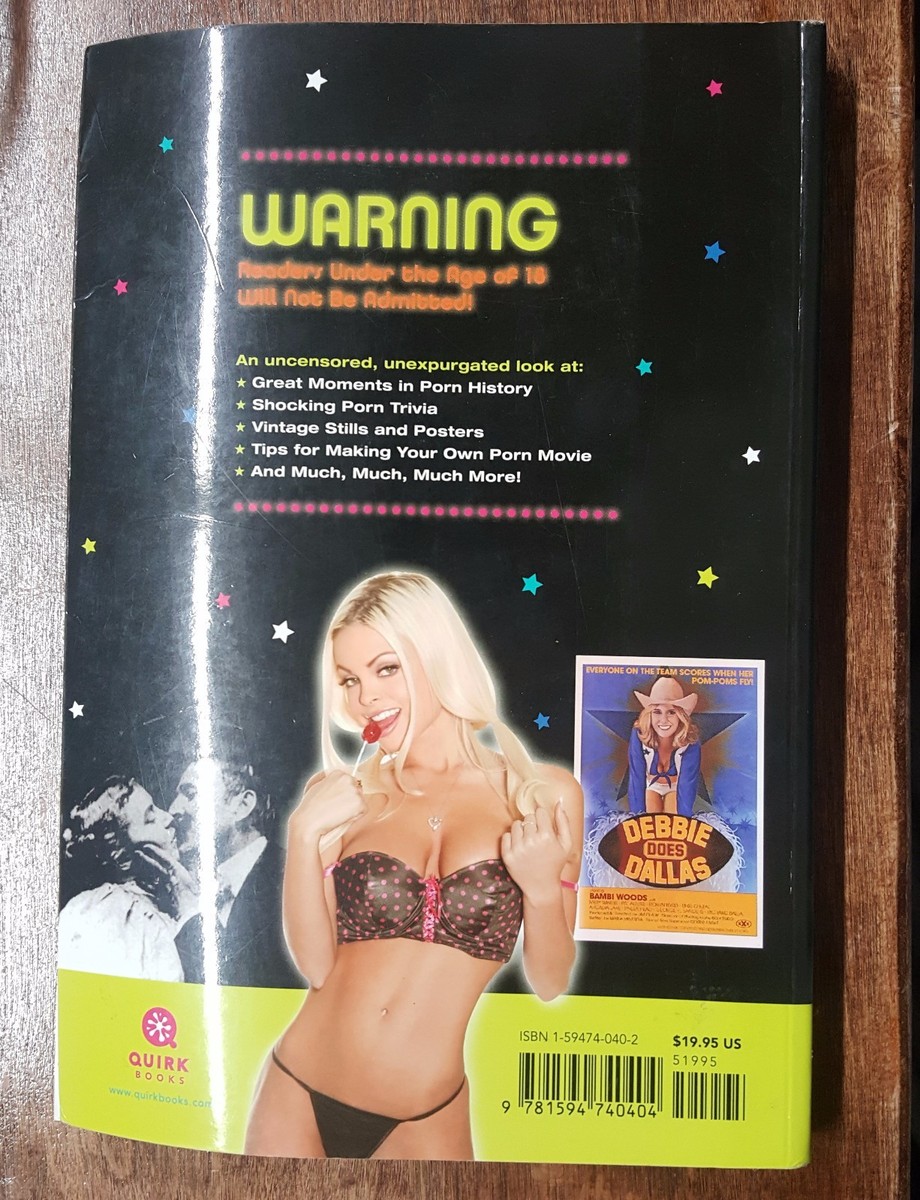 WARNING
Readers Under the Age of 18
Will Not Be Admitted!
An uncensored, unexpurgated look at:
Great Moments in Porn History
Shocking Porn Trivia
Vintage Stills and Posters
Tips for Making Your Own Porn Movie
And Much, Much, Much More!
EVERYONE ON THE TEAM SCORES WHEN HER
POM-POMS FLY!
DEBBIE
DOES
DALLAS
BAMBI WOODS
QUIRK
BOOKS
www.quirkbooks.com
ISBN 1-59474-040-2
$19.95 US
51995
9 781594 740404